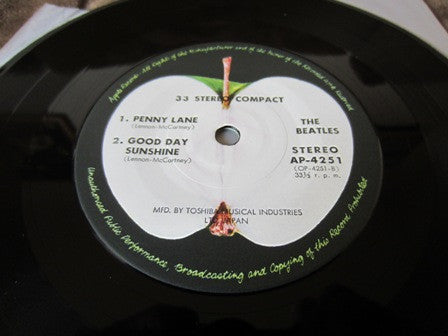 Apple Records All Rights of the Manufacturer and of the Owner of the Recorded Work Reserved
33 STEREO COMPACT
1. PENNY LANE
(Lennon-McCartney)
2. GOOD DAY
SUNSHINE
(Lennon-McCartney)
THE
BEATLES
STEREO
AP-4251
(OP-4251-B)
33⅓ r. p. m.
MFD. BY TOSHIBA MUSICAL INDUSTRIES
LTD. JAPAN
Unauthorised Public Performance, Broadcasting and Copying of this Record Prohibited